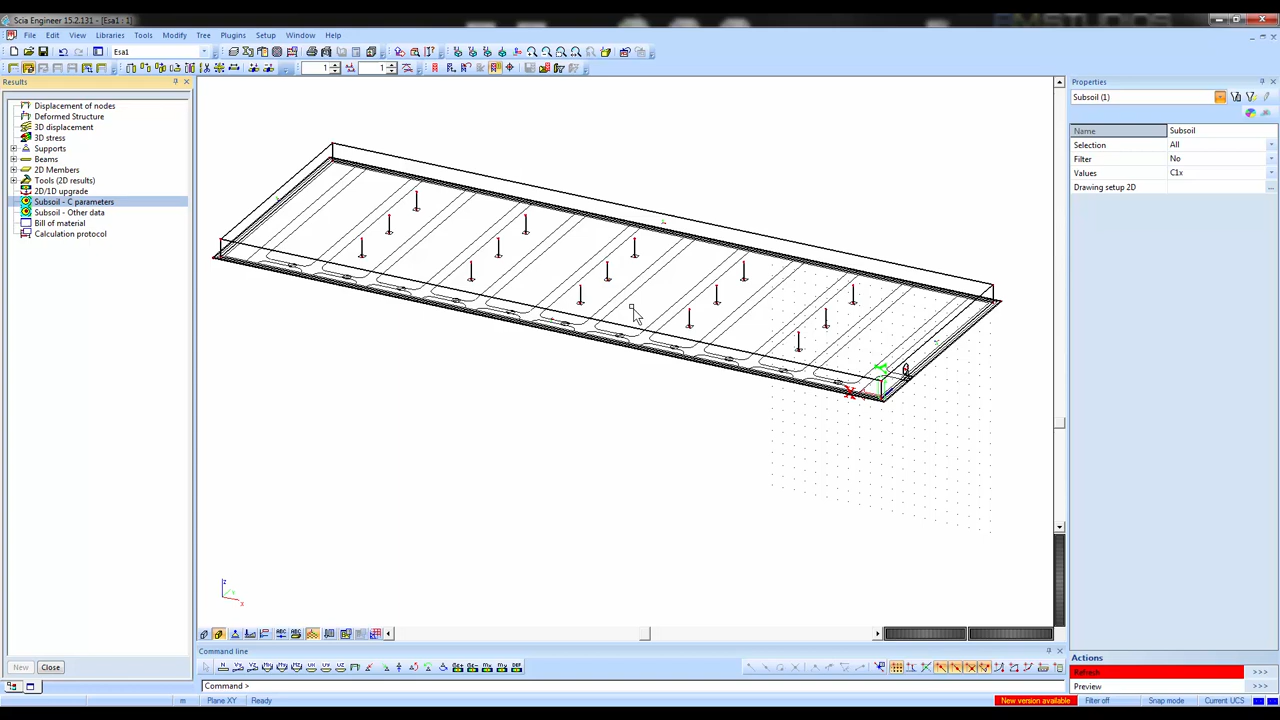 Scia Engineer 15.2.131 - [Esa1 : 1]
File Edit View Libraries Tools Modify Tree Plugins Setup Window Help
Esa1
1 1
Results
Displacement of nodes
Deformed Structure
3D displacement
3D stress
Supports
Beams
2D Members
Tools (2D results)
2D/1D upgrade
Subsoil - C parameters
Subsoil - Other data
Bill of material
Calculation protocol
New Close
X
z
x
Properties
Subsoil (1)
Name Subsoil
Selection All
Filter No
Values C1x
Drawing setup 2D ...
Actions
Refresh >>>
Preview >>>
Command line
Command >
m Plane XY Ready New version available Filter off Snap mode Current UCS